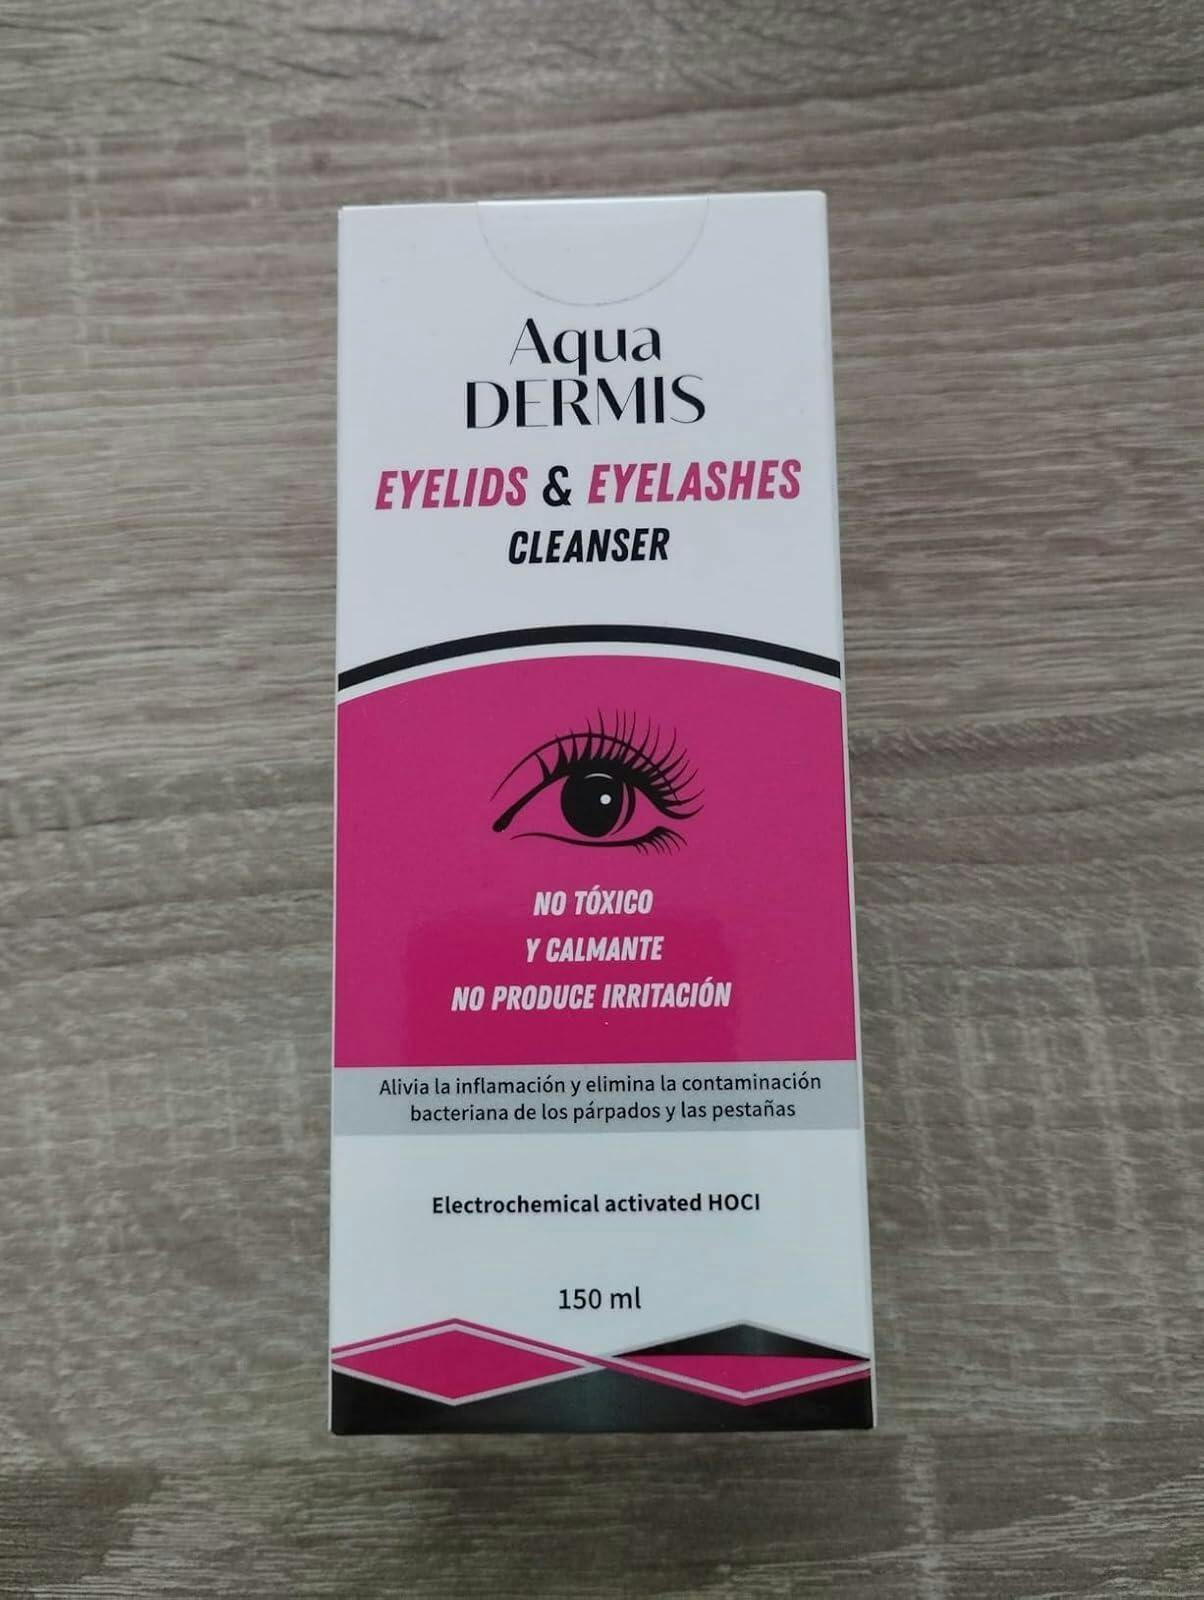 Aqua
DERMIS
EYELIDS & EYELASHES
CLEANSER
NO TÓXICO
Y CALMANTE
NO PRODUCE IRRITACIÓN
Alivia la inflamación y elimina la contaminación
bacteriana de los párpados y las pestañas
Electrochemical activated HOCI
150 ml